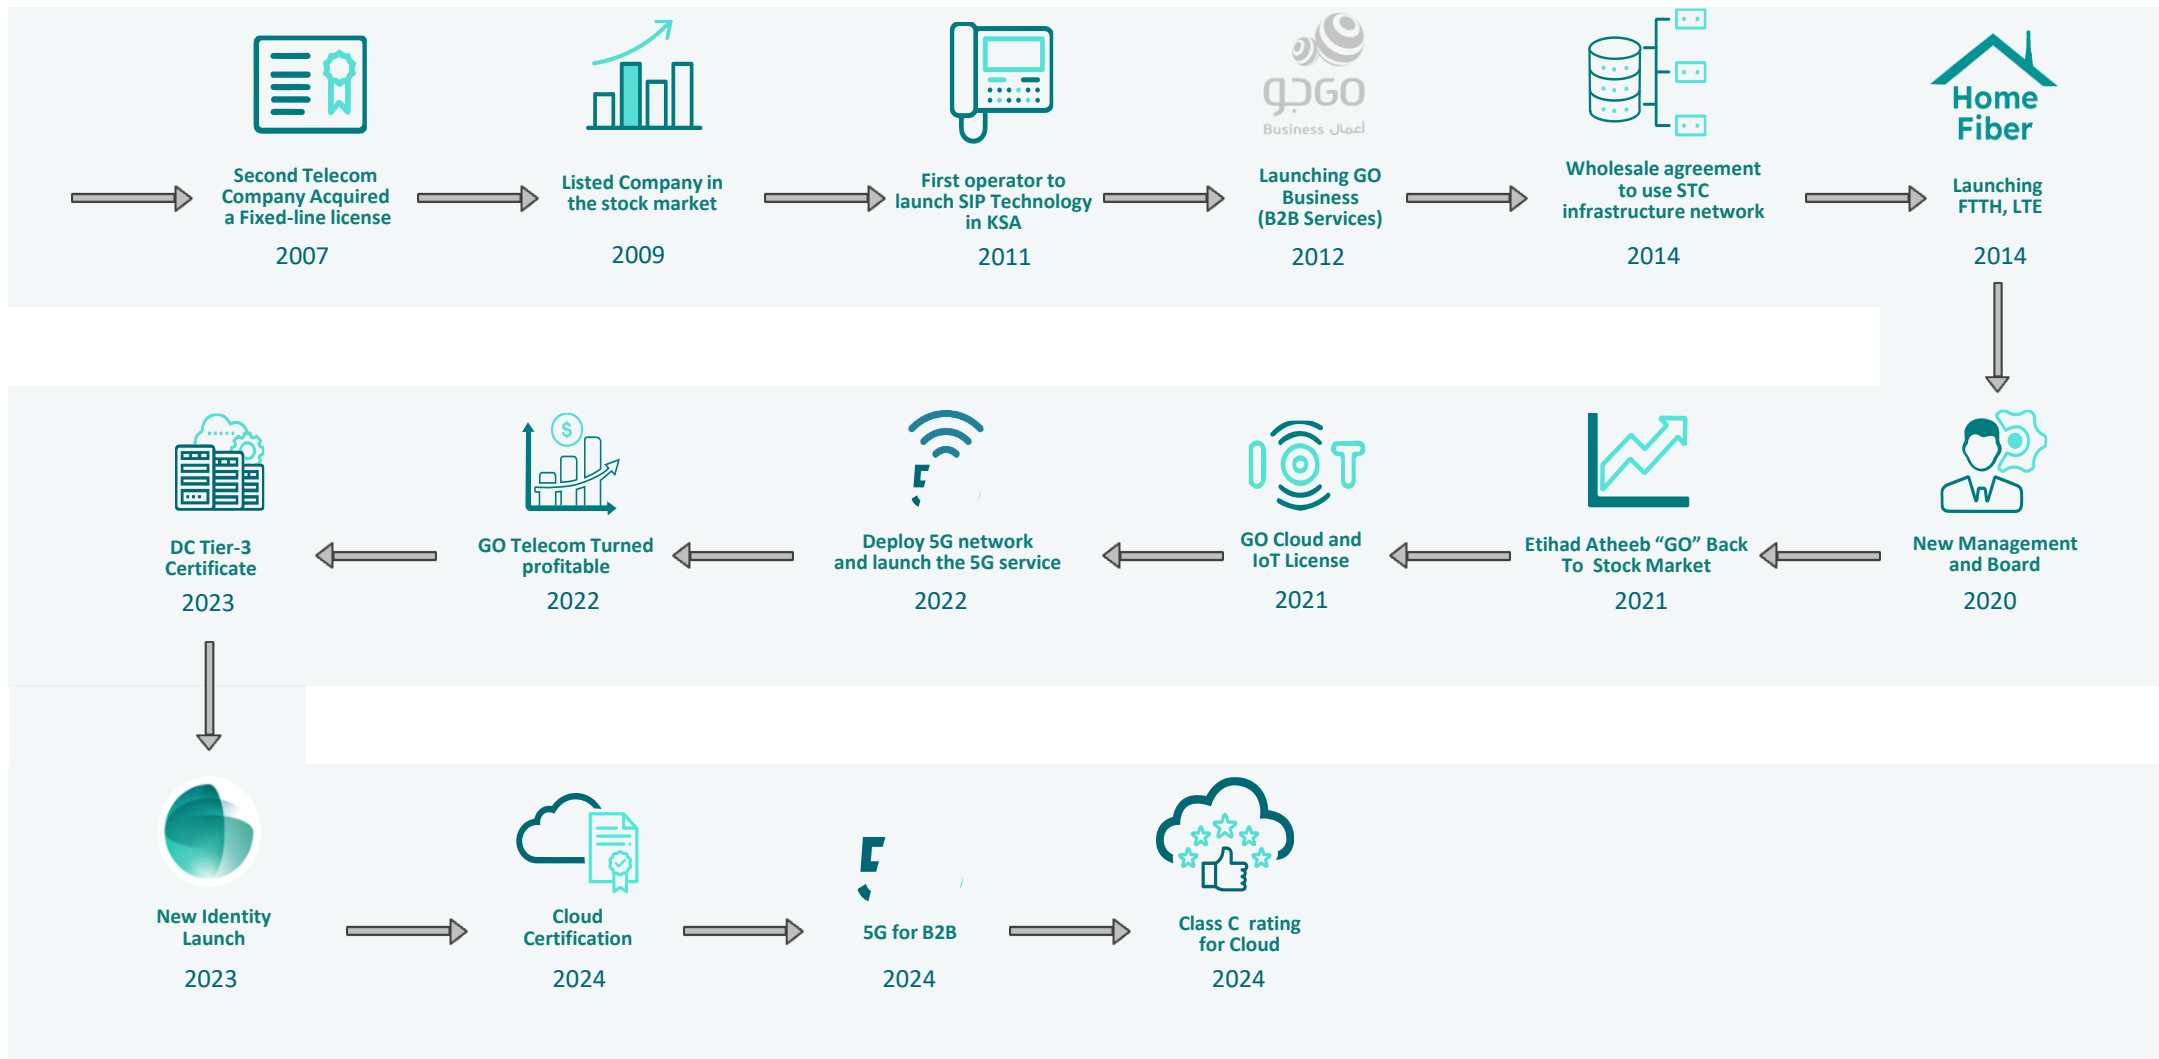 Home
Fiber
جوGO
Business أعمال
Second Telecom
Company Acquired
a Fixed-line license
2007
Listed Company in
the stock market
2009
First operator to
launch SIP Technology
in KSA
2011
Launching GO
Business
(B2B Services)
2012
Wholesale agreement
to use STC
infrastructure network
2014
Launching
FTTH, LTE
2014
$
5
IOT
New Management
and Board
2020
Etihad Atheeb “GO” Back
To Stock Market
2021
GO Cloud and
IoT License
2021
Deploy 5G network
and launch the 5G service
2022
GO Telecom Turned
profitable
2022
DC Tier-3
Certificate
2023
New Identity
Launch
2023
Cloud
Certification
2024
5
5G for B2B
2024
Class C rating
for Cloud
2024